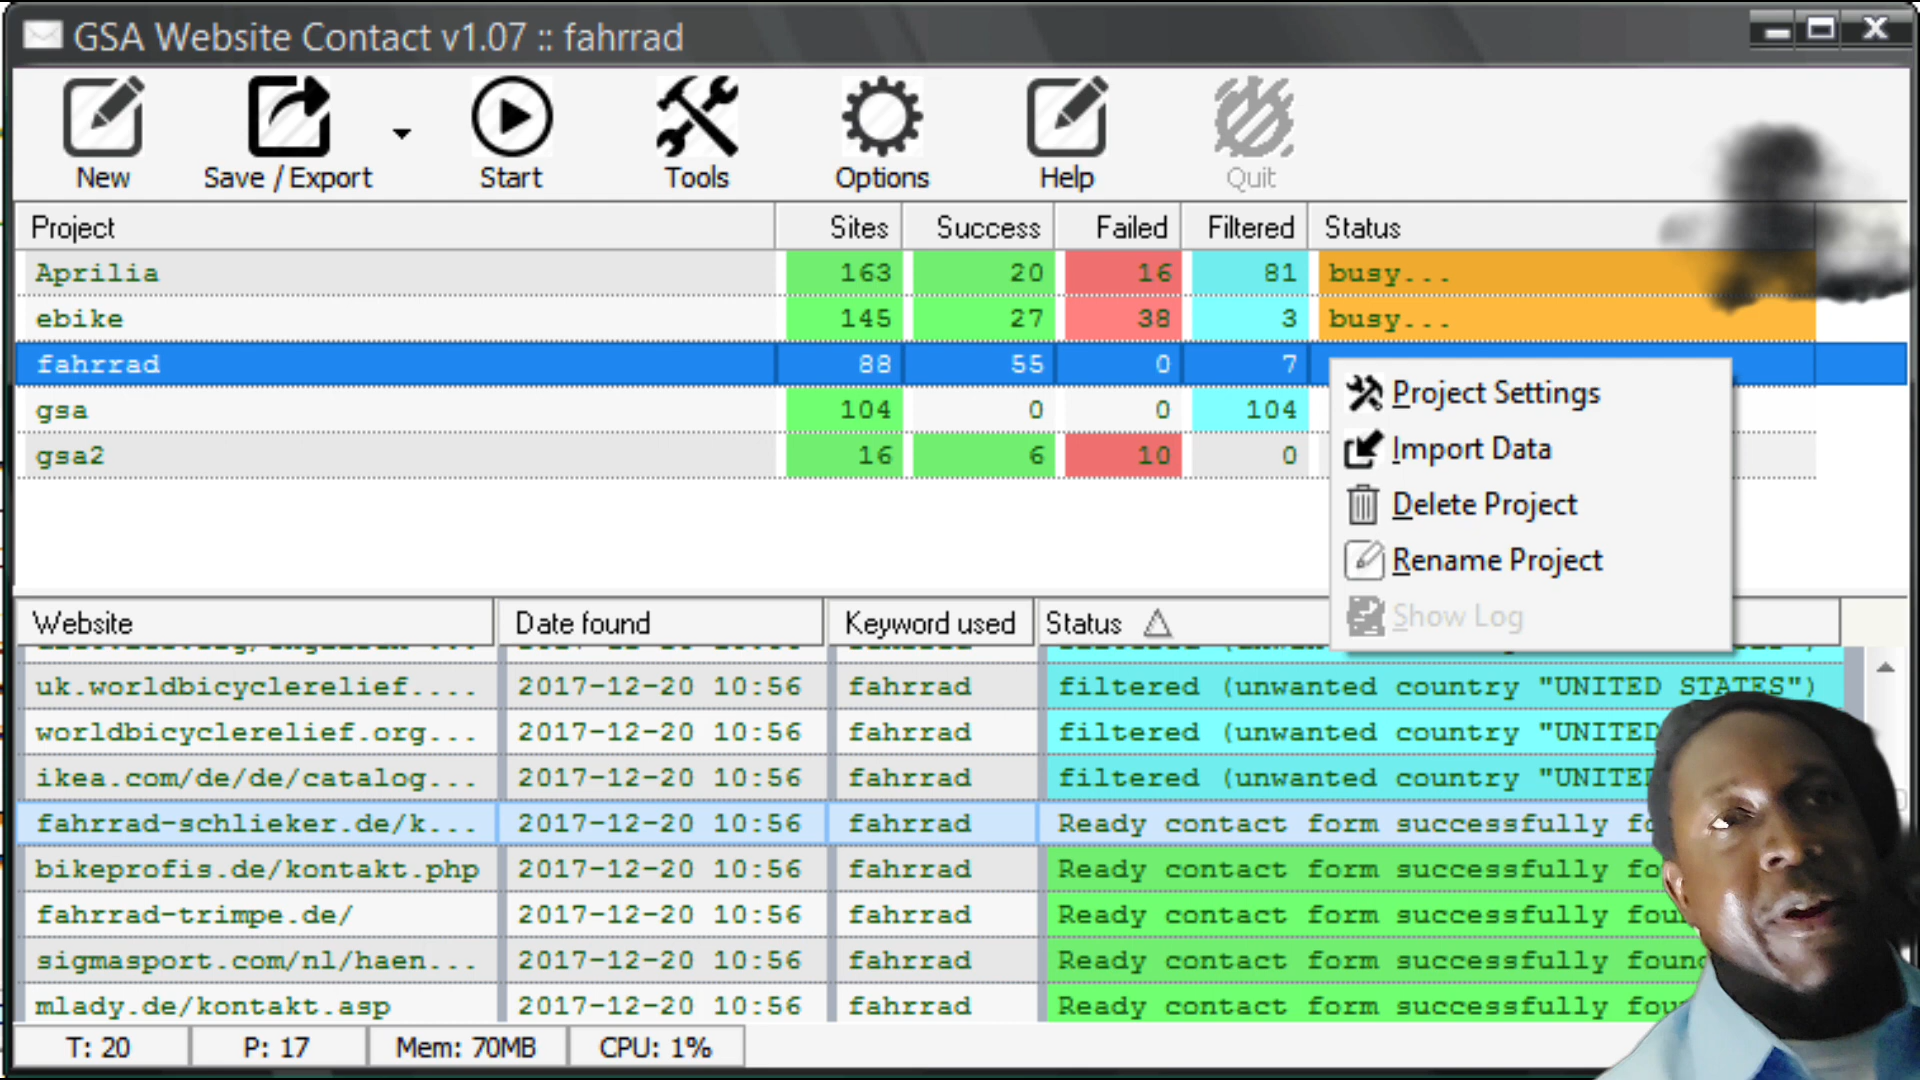 GSA Website Contact v1.07 :: fahrrad
New Save / Export Start Tools Options Help Quit
Project Sites Success Failed Filtered Status
Aprilia 163 20 16 81 busy...
ebike 145 27 38 3 busy...
fahrrad 88 55 0 7
gsa 104 0 0 104
gsa2 16 6 10 0
Project Settings
Import Data
Delete Project
Rename Project
Show Log
Website Date found Keyword used Status
uk.worldbicyclerelief.... 2017-12-20 10:56 fahrrad filtered (unwanted country "UNITED STATES")
worldbicyclerelief.org... 2017-12-20 10:56 fahrrad filtered (unwanted country "UNITED
ikea.com/de/de/catalog... 2017-12-20 10:56 fahrrad filtered (unwanted country "UNITED
fahrrad-schlieker.de/k... 2017-12-20 10:56 fahrrad Ready contact form successfully
bikeprofis.de/kontakt.php 2017-12-20 10:56 fahrrad Ready contact form successfully
fahrrad-trimpe.de/ 2017-12-20 10:56 fahrrad Ready contact form successfully
sigmasport.com/nl/haen... 2017-12-20 10:56 fahrrad Ready contact form successfully found
mlady.de/kontakt.asp 2017-12-20 10:56 fahrrad Ready contact form successfully
T: 20 P: 17 Mem: 70MB CPU: 1%